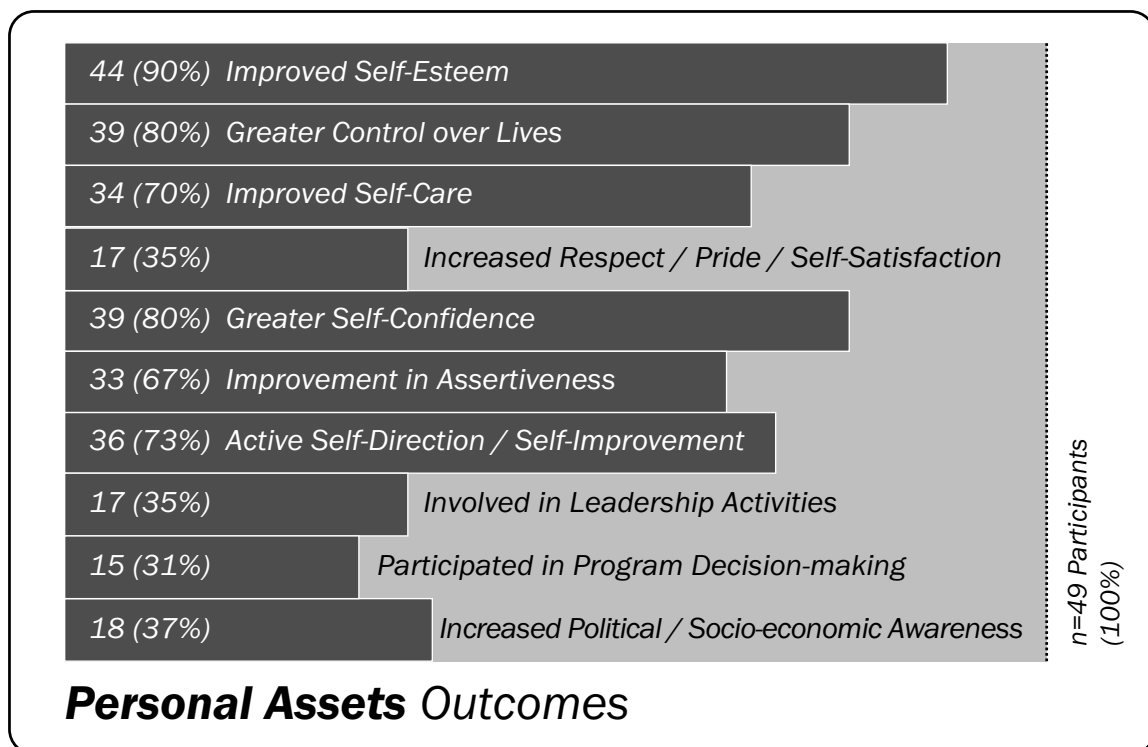 44 (90%) Improved Self-Esteem
39 (80%) Greater Control over Lives
34 (70%) Improved Self-Care
17 (35%) Increased Respect / Pride / Self-Satisfaction
39 (80%) Greater Self-Confidence
33 (67%) Improvement in Assertiveness
36 (73%) Active Self-Direction / Self-Improvement
17 (35%) Involved in Leadership Activities
15 (31%) Participated in Program Decision-making
18 (37%) Increased Political / Socio-economic Awareness
n=49 Participants
(100%)
Personal Assets Outcomes